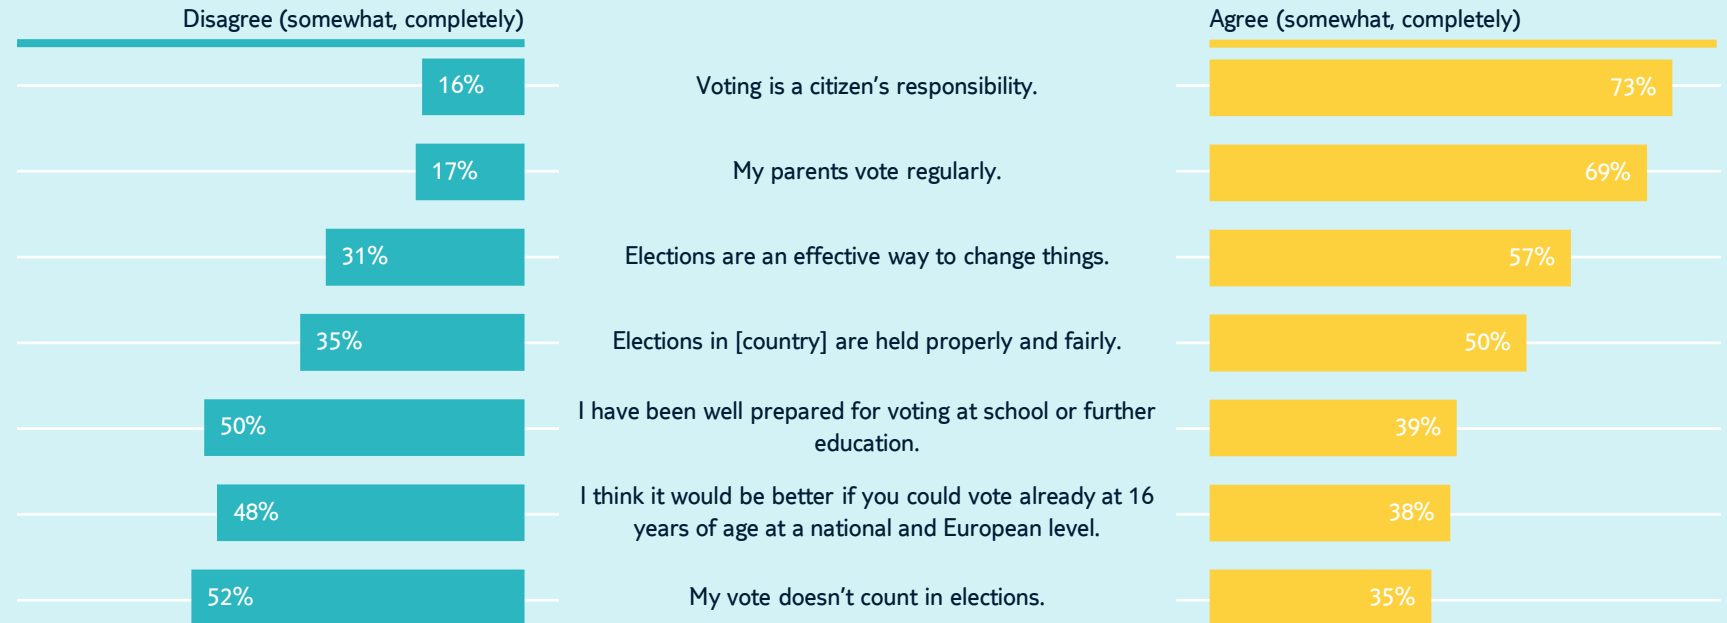 Disagree (somewhat, completely)
Agree (somewhat, completely)
16%
Voting is a citizen's responsibility.
73%
17%
My parents vote regularly.
69%
31%
Elections are an effective way to change things.
57%
35%
Elections in [country] are held properly and fairly.
50%
50%
I have been well prepared for voting at school or further
education.
39%
48%
I think it would be better if you could vote already at 16
years of age at a national and European level.
38%
52%
My vote doesn't count in elections.
35%